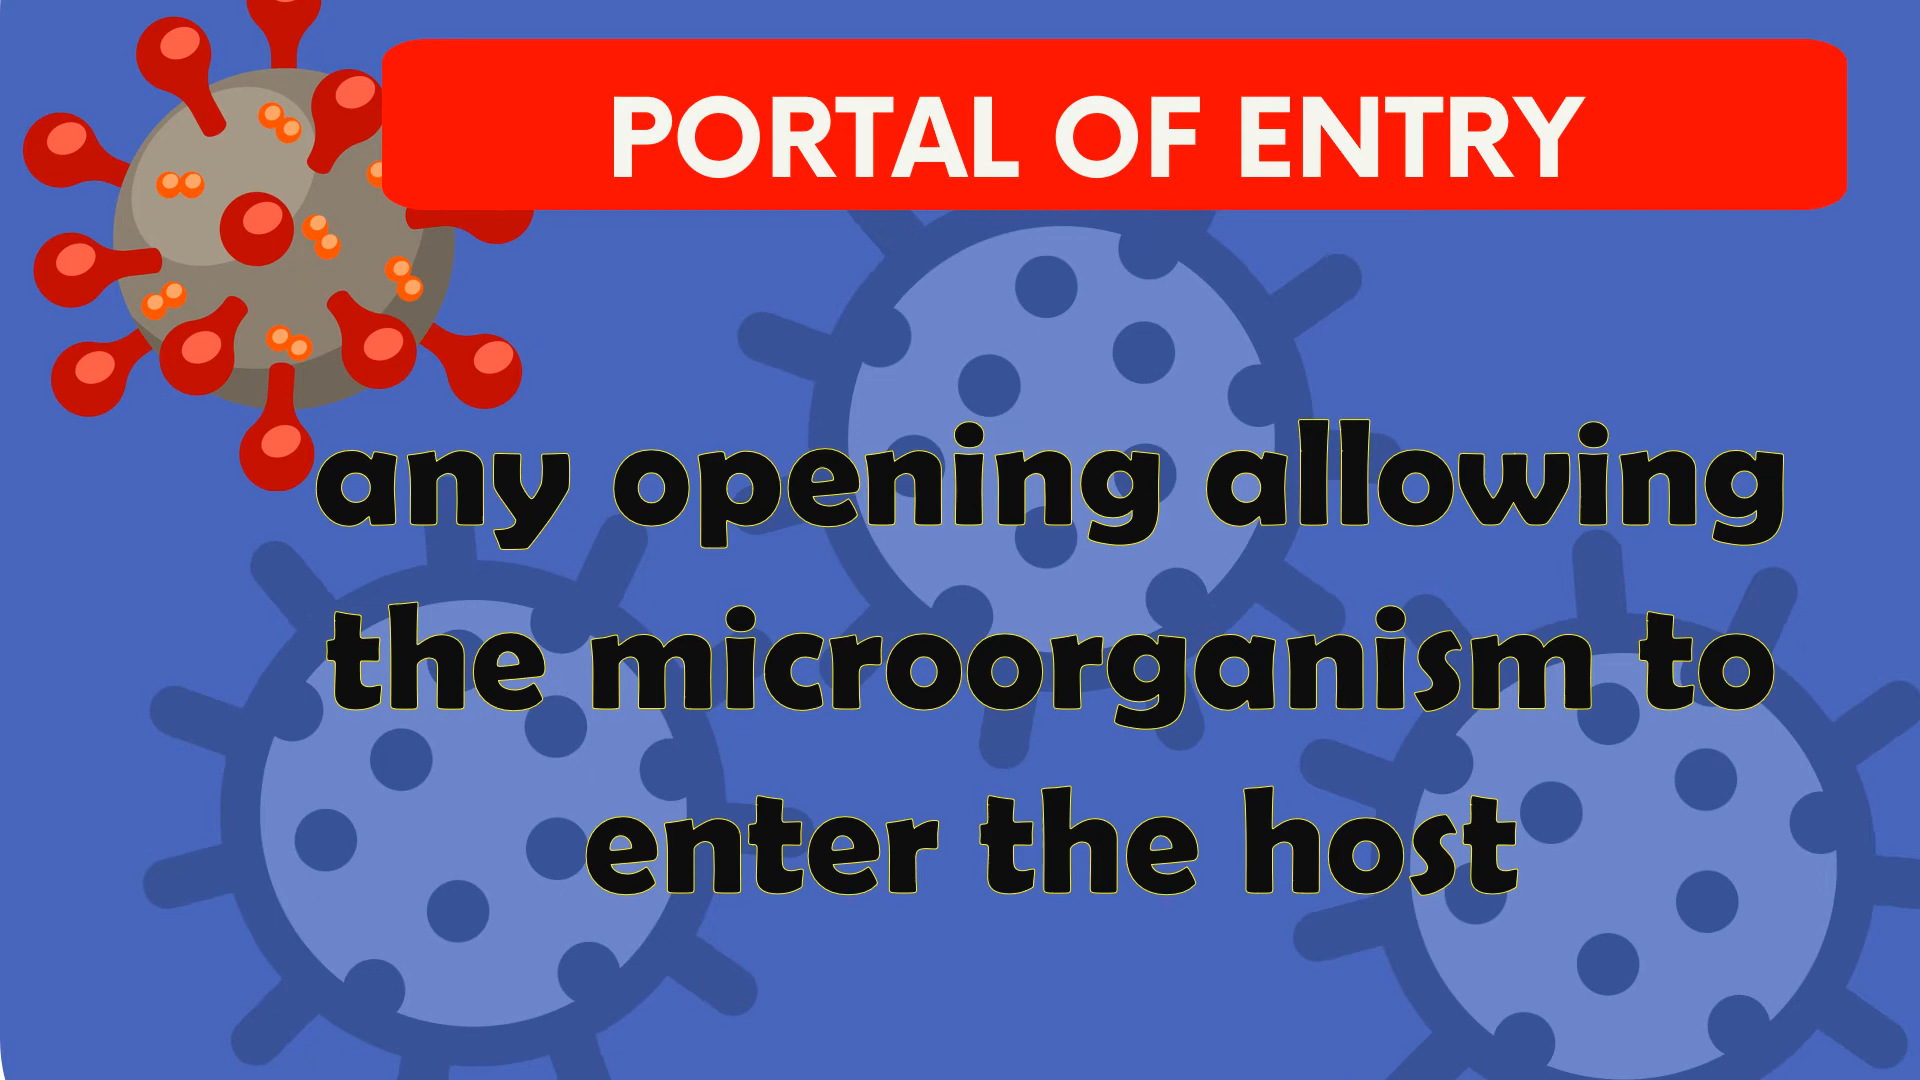 PORTAL OF ENTRY
any opening allowing
the microorganism to
enter the host